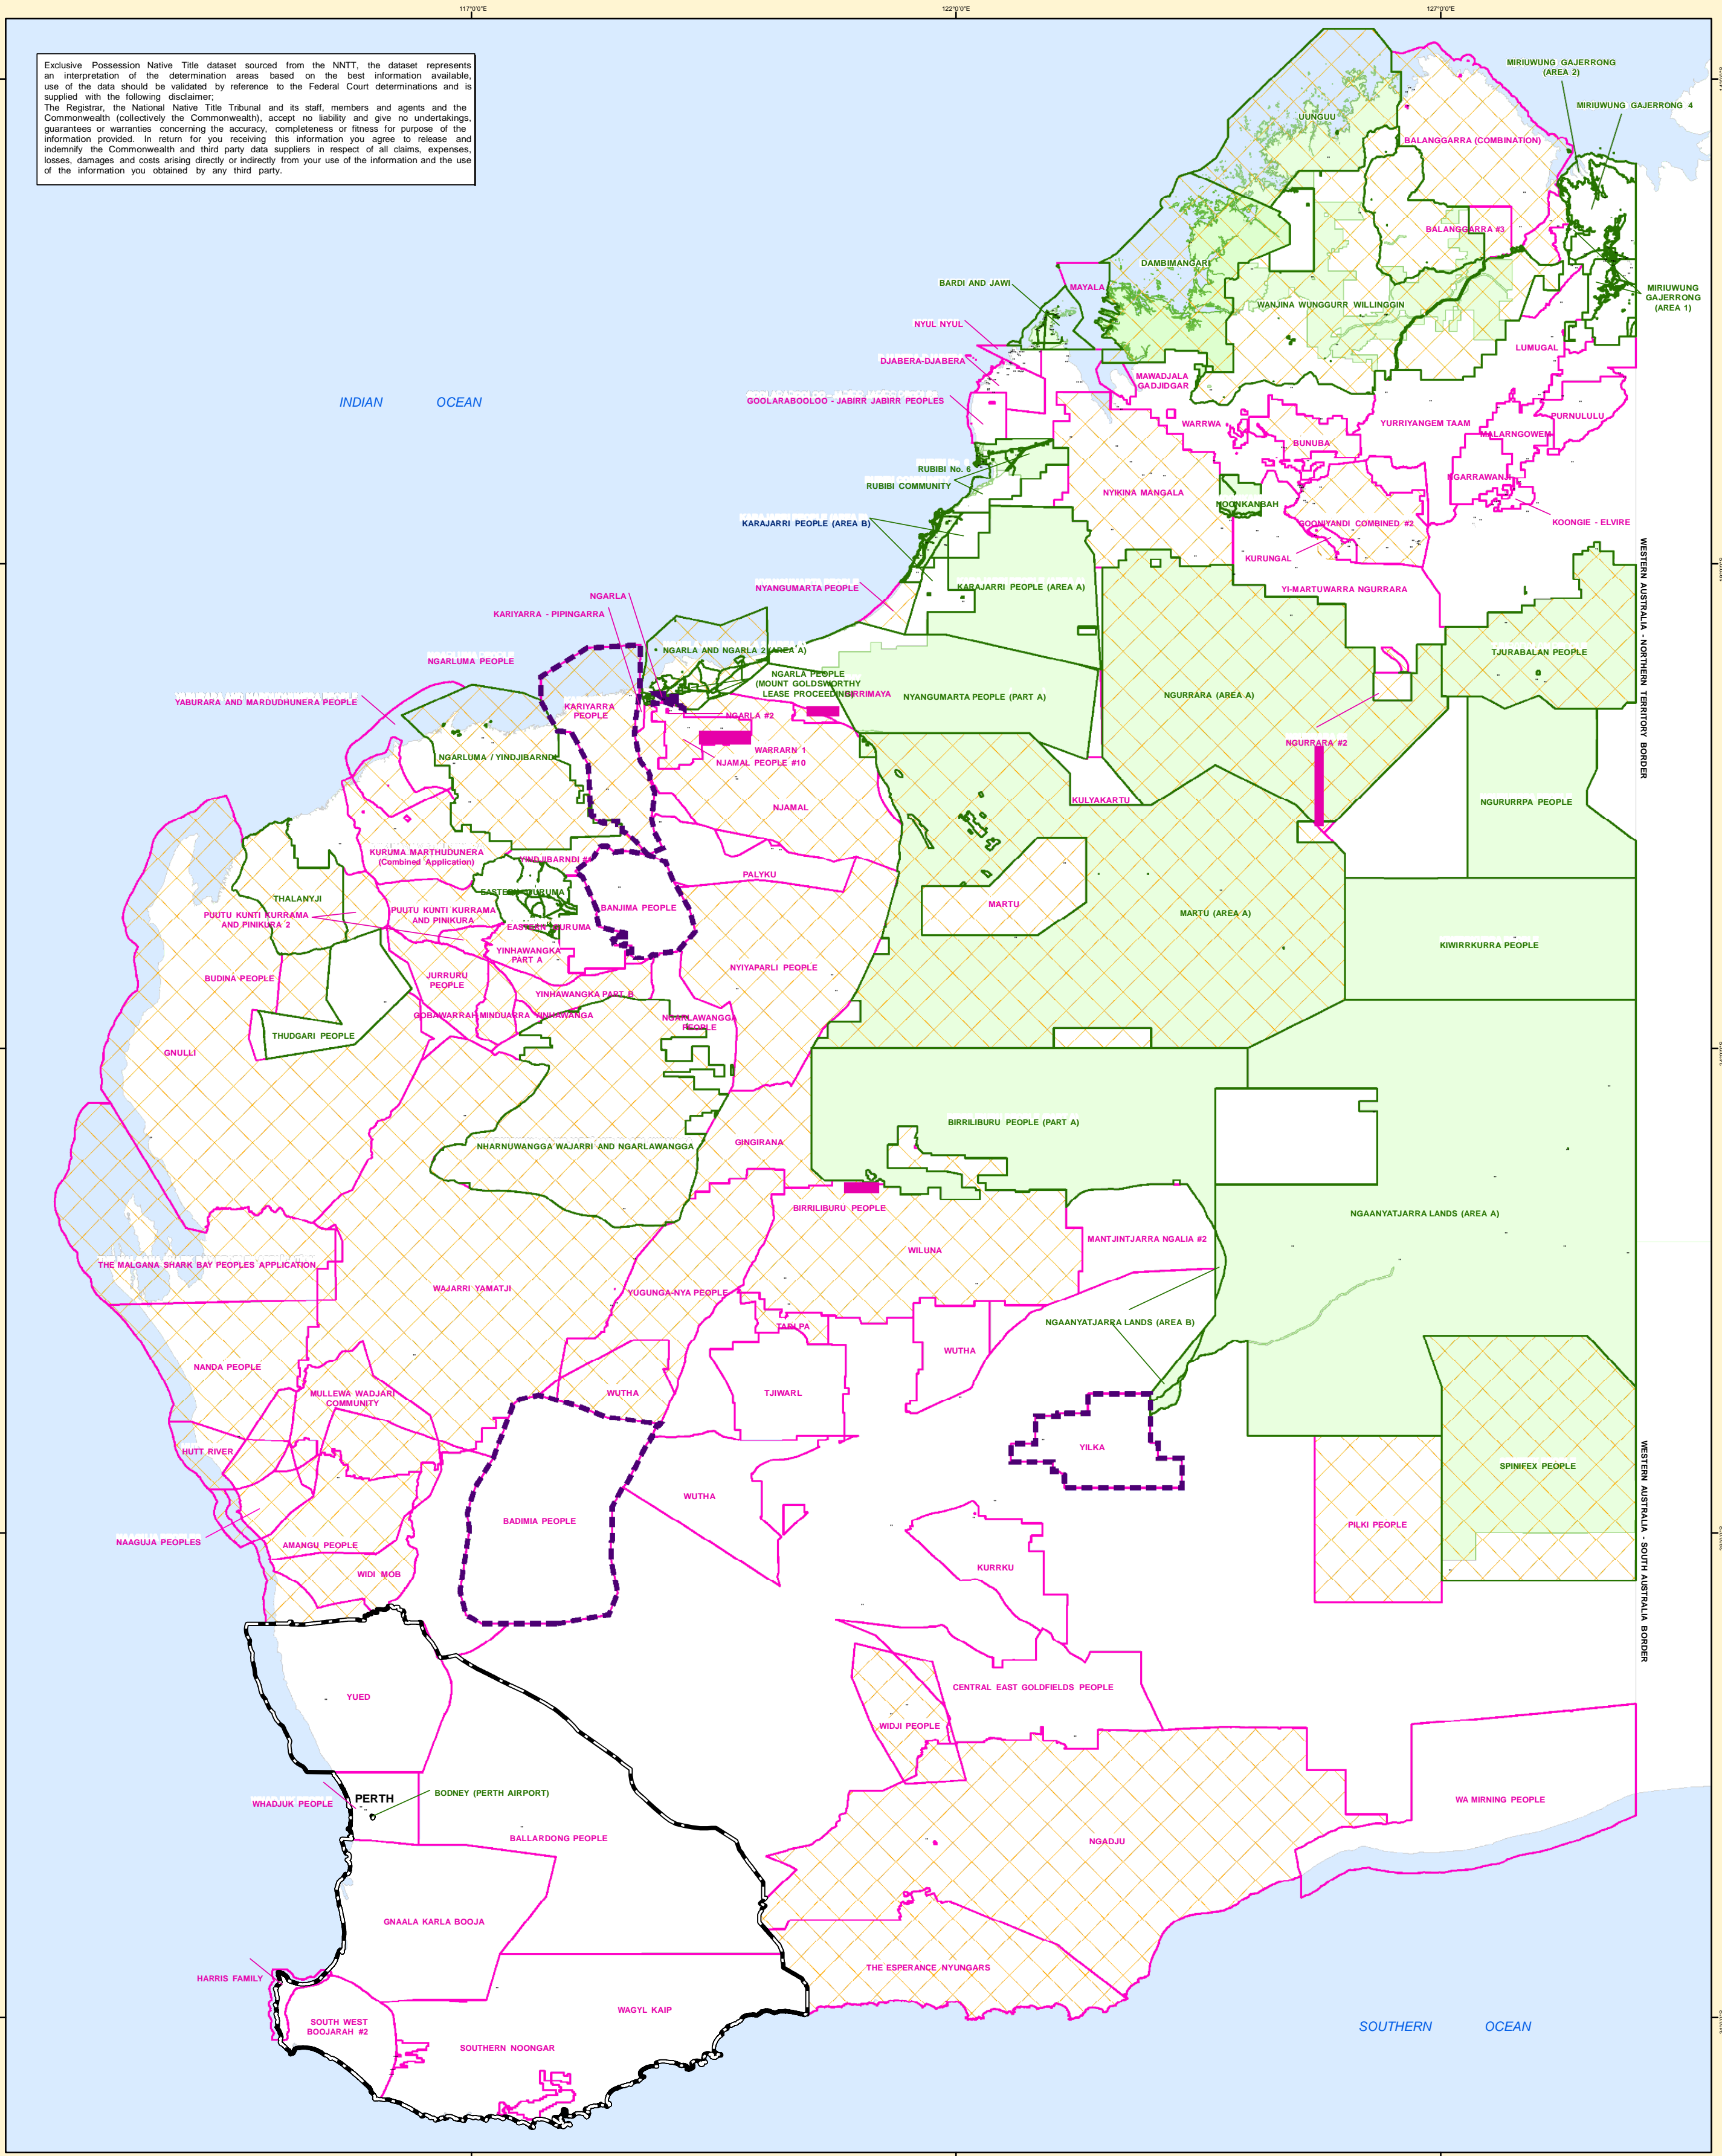 117°0'0"E
122°0'0"E
127°0'0"E
Exclusive Possession Native Title dataset sourced from the NNTT, the dataset represents
an interpretation of the determination areas based on the best information available,
use of the data should be validated by reference to the Federal Court determinations and is
supplied with the following disclaimer;
The Registrar, the National Native Title Tribunal and its staff, members and agents and the
Commonwealth (collectively the Commonwealth), accept no liability and give no undertakings,
guarantees or warranties concerning the accuracy, completeness or fitness for purpose of the
information provided. In return for you receiving this information you agree to release and
indemnify the Commonwealth and third party data suppliers in respect of all claims, expenses,
losses, damages and costs arising directly or indirectly from your use of the information and the use
of the information you obtained by any third party.
MIRIUWUNG GAJERRONG
(AREA 2)
MIRIUWUNG GAJERRONG 4
UUNGUU
BALANGGARRA (COMBINATION)
BALANGGARRA #3
DAMBIMANGARI
BARDI AND JAWI
MAYALA
MIRIUWUNG
GAJERRONG
(AREA 1)
WANJINA WUNGGURR WILLINGGIN
NYUL NYUL
LUMUGAL
DJABERA-DJABERA
MAWADJALA
GADJIDGAR
INDIAN OCEAN
GOOLARABOOLOO - JABIRR JABIRR PEOPLES
PURNULULU
WARRWA
YURRIYANGEM TAAM
MALARNGOWEM
BUNUBA
RUBIBI No. 6
RUBIBI COMMUNITY
NGARRAWANJI
NYIKINA MANGALA
NOONKANBAH
KARAJARRI PEOPLE (AREA B)
GOONIYANDI COMBINED #2
KOONGIE - ELVIRE
KURUNGAL
NYANGUMARTA PEOPLE
KARAJARRI PEOPLE (AREA A)
YI-MARTUWARRA NGURRARA
NGARLA
KARIYARRA - PIPINGARRA
WESTERN AUSTRALIA - NORTHERN TERRITORY BORDER
NGARLUMA PEOPLE
NGARLA AND NGARLA 2 (AREA A)
TJURABALAN PEOPLE
NGARLA PEOPLE
(MOUNT GOLDSWORTHY
LEASE PROCEEDING)
BIRRIMAYA
YABURARA AND MARDUDHUNERA PEOPLE
NYANGUMARTA PEOPLE (PART A)
NGURRARA (AREA A)
KARIYARRA
PEOPLE
NGARLA #2
NGURRARA #2
WARRARN 1
NGARLUMA / YINDJIBARNDI
NJAMAL PEOPLE #10
KULYAKARTU
NGURURRPA PEOPLE
NJAMAL
KURUMA MARTHUDUNERA
(Combined Application)
YINDJIBARNDI #1
PALYKU
EASTERN GURUMA
THALANYJI
MARTU
PUUTU KUNTI KURRAMA
AND PINIKURA 2
PUUTU KUNTI KURRAMA
AND PINIKURA
BANJIMA PEOPLE
MARTU (AREA A)
EASTERN GURUMA
KIWIRRKURRA PEOPLE
YINHAWANGKA
PART A
BUDINA PEOPLE
JURRURU
PEOPLE
NYIYAPARLI PEOPLE
YINHAWANGKA PART B
GOBAWARRAH MINDUARRA YINHAWANGA
NGARLAWANGGA
PEOPLE
THUDGARI PEOPLE
GNULLI
BIRRILIBURU PEOPLE (PART A)
NHARNUWANGGA WAJARRI AND NGARLAWANGGA
GINGIRANA
BIRRILIBURU PEOPLE
NGAANYATJARRA LANDS (AREA A)
MANTJINTJARRA NGALIA #2
WILUNA
THE MALGANA SHARK BAY PEOPLES APPLICATION
WAJARRI YAMATJI
YUGUNGA-NYA PEOPLE
NGAANYATJARRA LANDS (AREA B)
TARLPA
WUTHA
NANDA PEOPLE
MULLEWA WADJARI
COMMUNITY
WUTHA
TJIWARL
YILKA
HUTT RIVER
SPINIFEX PEOPLE
WUTHA
BADIMIA PEOPLE
PILKI PEOPLE
NAAGUJA PEOPLES
AMANGU PEOPLE
WIDI MOB
KURRKU
WESTERN AUSTRALIA - SOUTH AUSTRALIA BORDER
YUED
CENTRAL EAST GOLDFIELDS PEOPLE
WIDJI PEOPLE
WHADJUK PEOPLE
PERTH
BODNEY (PERTH AIRPORT)
WA MIRNING PEOPLE
BALLARDONG PEOPLE
NGADJU
GNAALA KARLA BOOJA
THE ESPERANCE NYUNGARS
HARRIS FAMILY
WAGYL KAIP
SOUTH WEST
BOOJARAH #2
SOUTHERN NOONGAR
SOUTHERN OCEAN